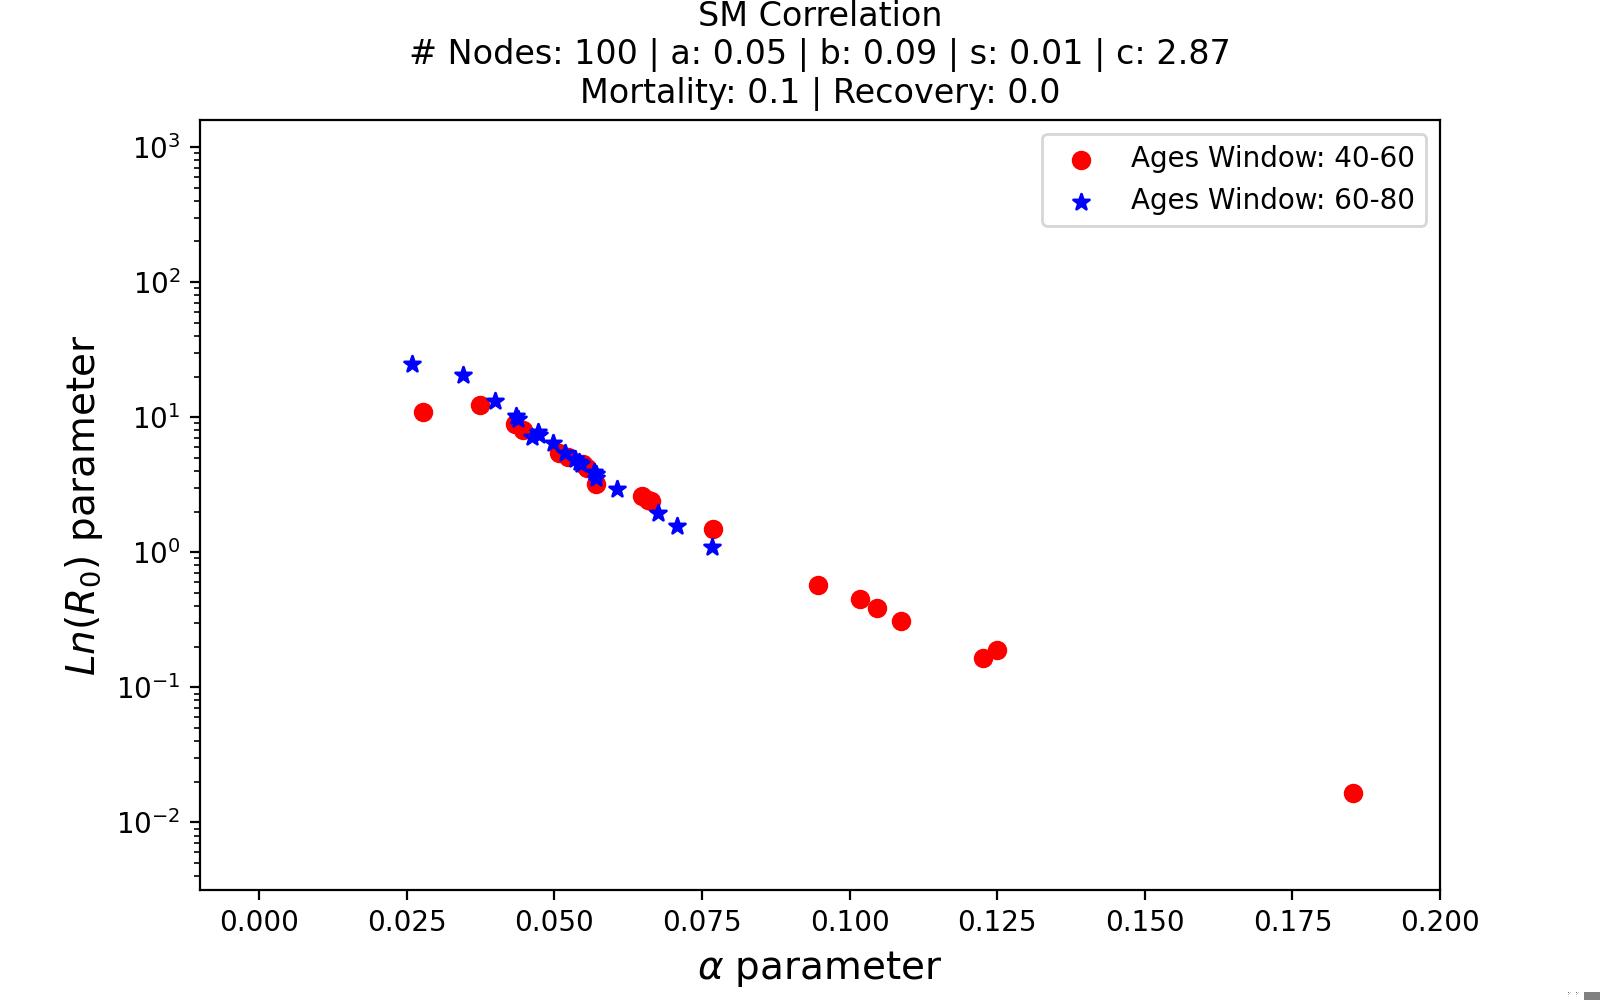 SM Correlation
# Nodes: 100 | a: 0.05 | b: 0.09 | s: 0.01 | c: 2.87
Mortality: 0.1 | Recovery: 0.0
Ages Window: 40-60
Ages Window: 60-80
10³
10²
10¹
10⁰
10⁻¹
10⁻²
Ln(R₀) parameter
0.000 0.025 0.050 0.075 0.100 0.125 0.150 0.175 0.200
α parameter